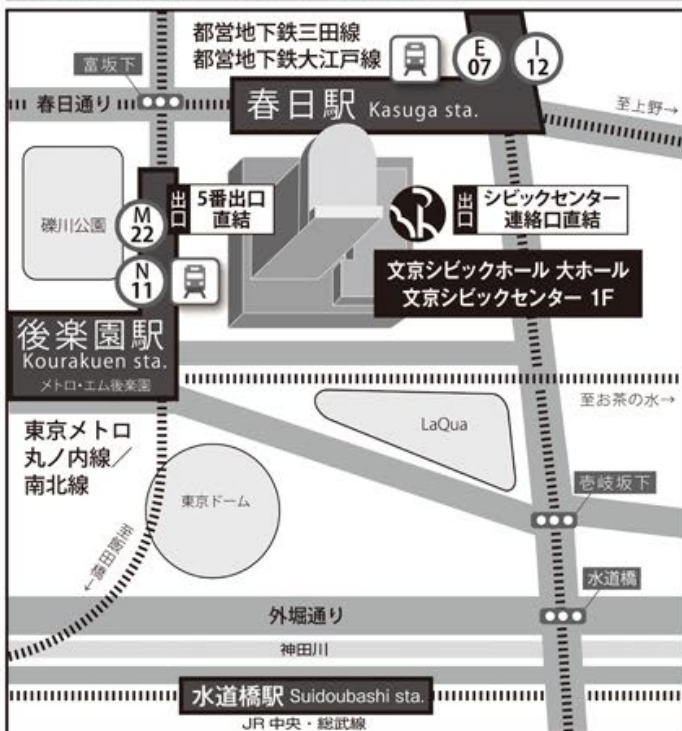 都営地下鉄三田線
都営地下鉄大江戸線
E
07
I
12
富坂下
春日通り
春日駅 Kasuga sta.
至上野→
礫川公園
M
22
出口
5番出口
直結
出口
シビックセンター
連絡口直結
N
11
文京シビックホール 大ホール
文京シビックセンター 1F
後楽園駅
Kourakuen sta.
メトロ・エム後楽園
至お茶の水→
東京メトロ
丸ノ内線／
南北線
LaQua
東京ドーム
壱岐坂下
至飯田橋→
水道橋
外堀通り
神田川
水道橋駅 Suidoubashi sta.
JR 中央・総武線